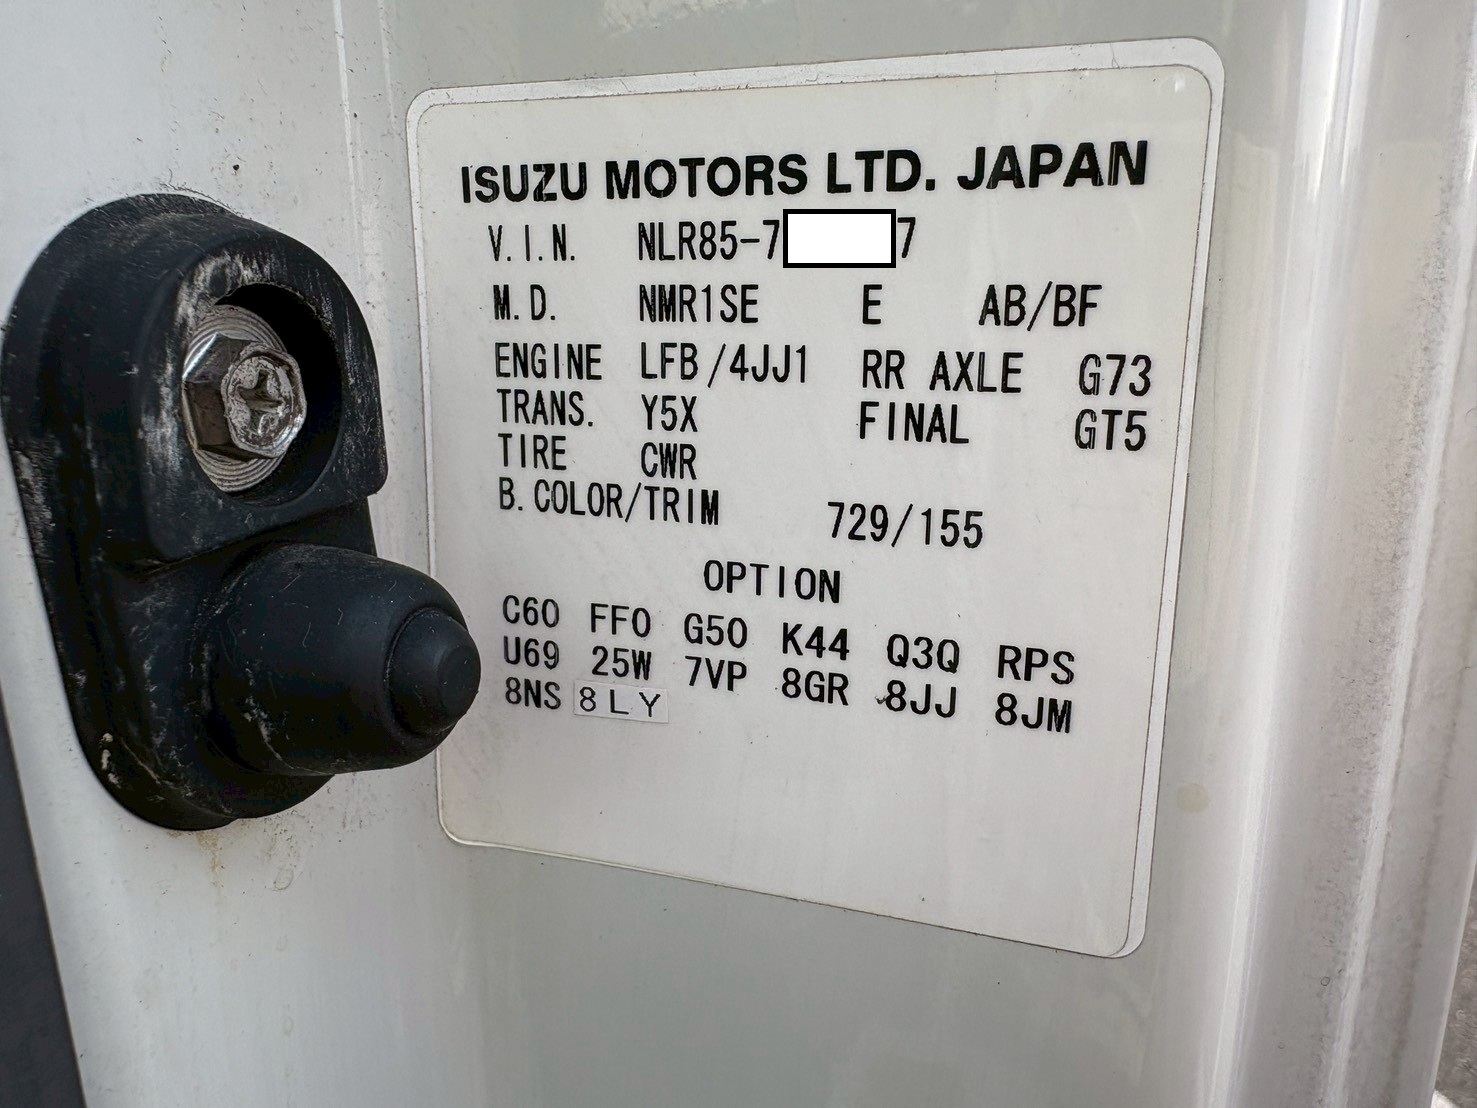 ISUZU MOTORS LTD. JAPAN
V.I.N. NLR85-7 7
M.D. NMR1SE E AB/BF
ENGINE LFB/4JJ1 RR AXLE G73
TRANS. Y5X FINAL GT5
TIRE CWR
B.COLOR/TRIM 729/155
OPTION
C60 FF0 G50 K44 Q3Q RPS
U69 25W 7VP 8GR 8JJ 8JM
8NS 8LY